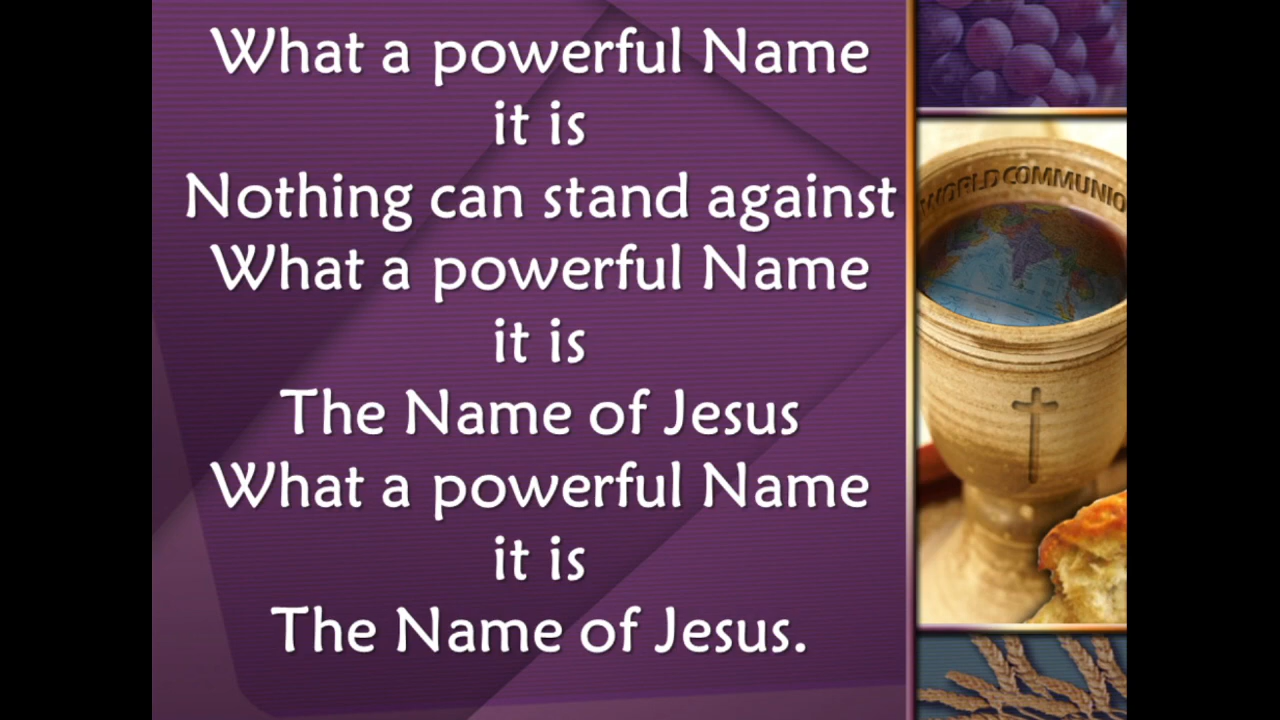 What a powerful Name
it is
Nothing can stand against
What a powerful Name
it is
The Name of Jesus
What a powerful Name
it is
The Name of Jesus.
WORLD COMMUNIO